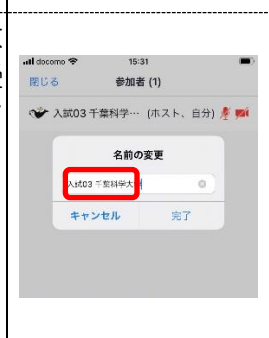 docomo 15:31
閉じる 参加者 (1)
入試03 千葉科学… (ホスト、自分)
名前の変更
入試03 千葉科学大
キャンセル 完了